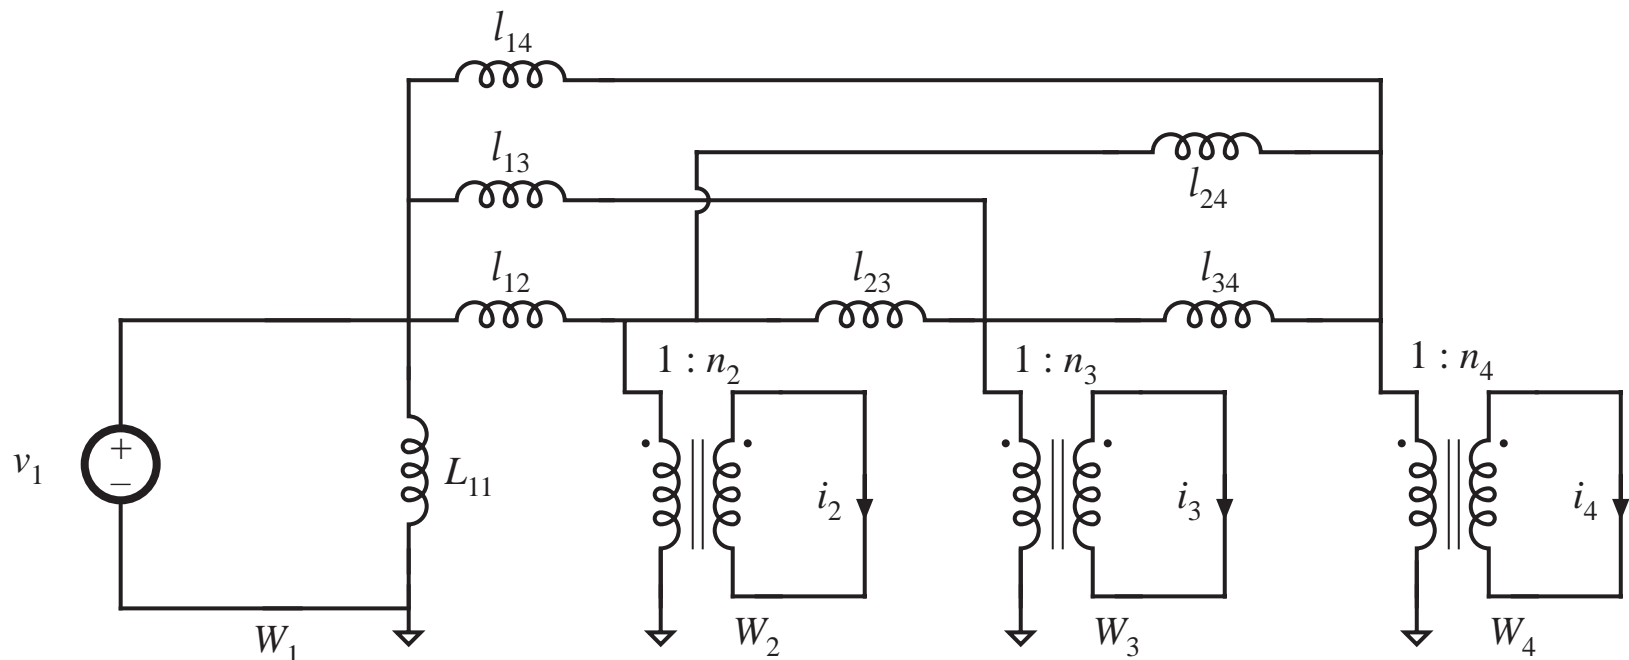 l14
l13
l24
l12
l23
l34
1 : n2
1 : n3
1 : n4
v1
+
−
L11
i2
i3
i4
W1
W2
W3
W4